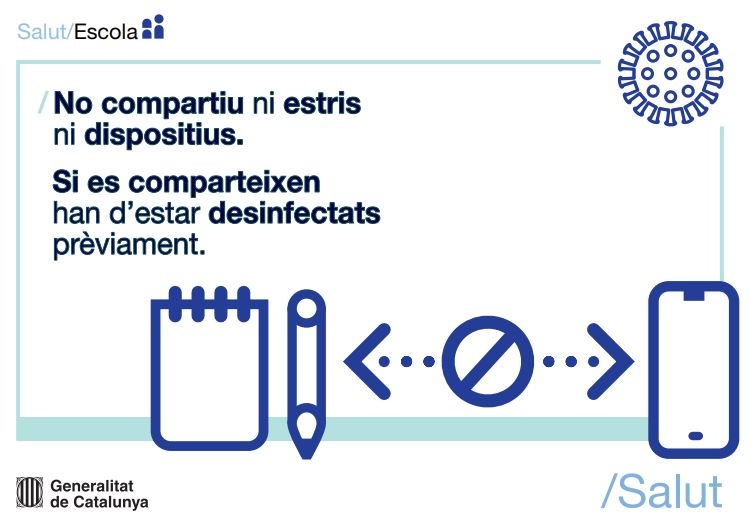 Salut/Escola
/No compartiu ni estris
ni dispositius.
Si es comparteixen
han d’estar desinfectats
prèviament.
Generalitat
de Catalunya
/Salut